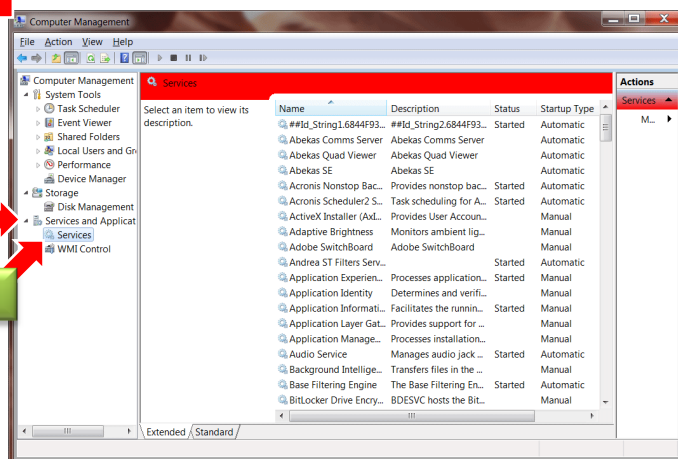 Computer Management
File Action View Help
Computer Management
System Tools
Task Scheduler
Event Viewer
Shared Folders
Local Users and Gr
Performance
Device Manager
Storage
Disk Management
Services and Applicat
Services
WMI Control
Services
Select an item to view its
description.
Name Description Status Startup Type
##Id_String1.6844F93... ##Id_String2.6844F93... Started Automatic
Abekas Comms Server Abekas Comms Server Automatic
Abekas Quad Viewer Abekas Quad Viewer Automatic
Abekas SE Abekas SE Automatic
Acronis Nonstop Bac... Provides nonstop bac... Started Automatic
Acronis Scheduler2 S... Task scheduling for A... Started Automatic
ActiveX Installer (AxI... Provides User Accoun... Manual
Adaptive Brightness Monitors ambient lig... Manual
Adobe SwitchBoard Adobe SwitchBoard Manual
Andrea ST Filters Serv... Started Automatic
Application Experien... Processes application... Started Manual
Application Identity Determines and verifi... Manual
Application Informati... Facilitates the runnin... Started Manual
Application Layer Gat... Provides support for ... Manual
Application Manage... Processes installation... Manual
Audio Service Manages audio jack ... Started Automatic
Background Intellige... Transfers files in the ... Manual
Base Filtering Engine The Base Filtering En... Started Automatic
BitLocker Drive Encry... BDESVC hosts the Bit... Manual
Extended Standard
Actions
Services
M...